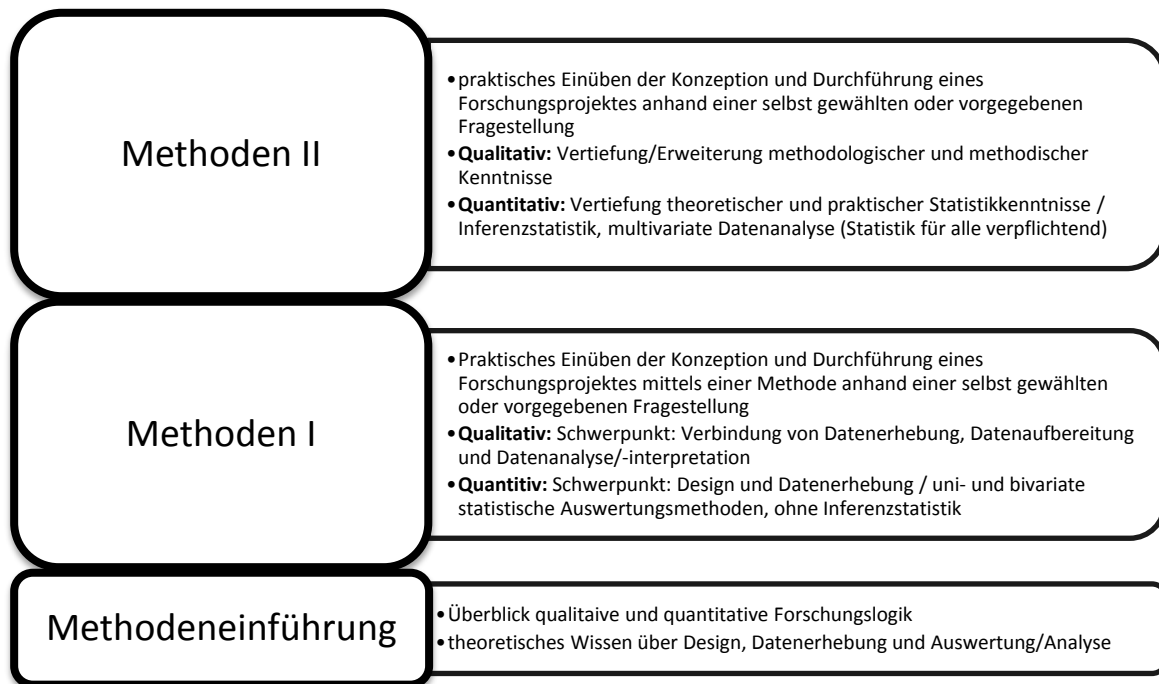 Methoden II
•praktisches Einüben der Konzeption und Durchführung eines
Forschungsprojektes anhand einer selbst gewählten oder vorgegebenen
Fragestellung
•Qualitativ: Vertiefung/Erweiterung methodologischer und methodischer
Kenntnisse
•Quantitativ: Vertiefung theoretischer und praktischer Statistikkenntnisse /
Inferenzstatistik, multivariate Datenanalyse (Statistik für alle verpflichtend)
Methoden I
•Praktisches Einüben der Konzeption und Durchführung eines
Forschungsprojektes mittels einer Methode anhand einer selbst gewählten
oder vorgegebenen Fragestellung
•Qualitativ: Schwerpunkt: Verbindung von Datenerhebung, Datenaufbereitung
und Datenanalyse/-interpretation
•Quantitiv: Schwerpunkt: Design und Datenerhebung / uni- und bivariate
statistische Auswertungsmethoden, ohne Inferenzstatistik
Methodeneinführung
•Überblick qualitaive und quantitative Forschungslogik
•theoretisches Wissen über Design, Datenerhebung und Auswertung/Analyse